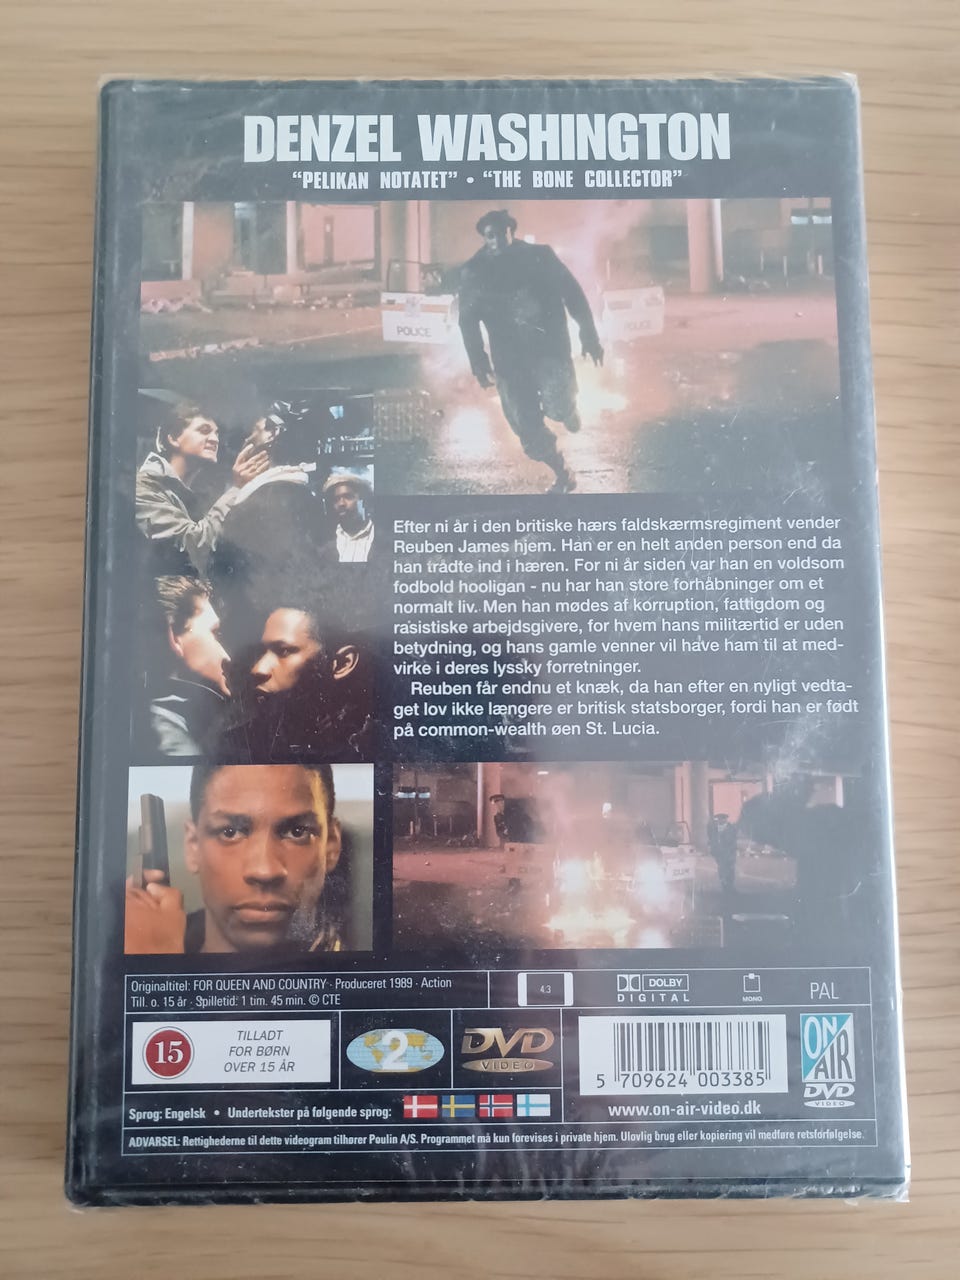 DENZEL WASHINGTON
"PELIKAN NOTATET" • "THE BONE COLLECTOR"
POLICE
POLICE
Efter ni år i den britiske hærs faldskærmsregiment vender
Reuben James hjem. Han er en helt anden person end da
han trådte ind i hæren. For ni år siden var han en voldsom
fodbold hooligan - nu har han store forhåbninger om et
normalt liv. Men han mødes af korruption, fattigdom og
rasistiske arbejdsgivere, for hvem hans militærtid er uden
betydning, og hans gamle venner vil have ham til at med-
virke i deres lyssky forretninger.
Reuben får endnu et knæk, da han efter en nyligt vedta-
get lov ikke længere er britisk statsborger, fordi han er født
på common-wealth øen St. Lucia.
Originaltitel: FOR QUEEN AND COUNTRY · Produceret 1989 · Action
Till. o. 15 år · Spilletid: 1 tim. 45 min. © CTE
4:3
DOLBY
DIGITAL
MONO
PAL
15
TILLADT
FOR BØRN
OVER 15 ÅR
2
DVD
VIDEO
5 709624 003385
ON
AIR
DVD
VIDEO
Sprog: Engelsk • Undertekster på følgende sprog:
www.on-air-video.dk
ADVARSEL: Rettighederne til dette videogram tilhører Poulin A/S. Programmet må kun forevises i private hjem. Ulovlig brug eller kopiering vil medføre retsforfølgelse.